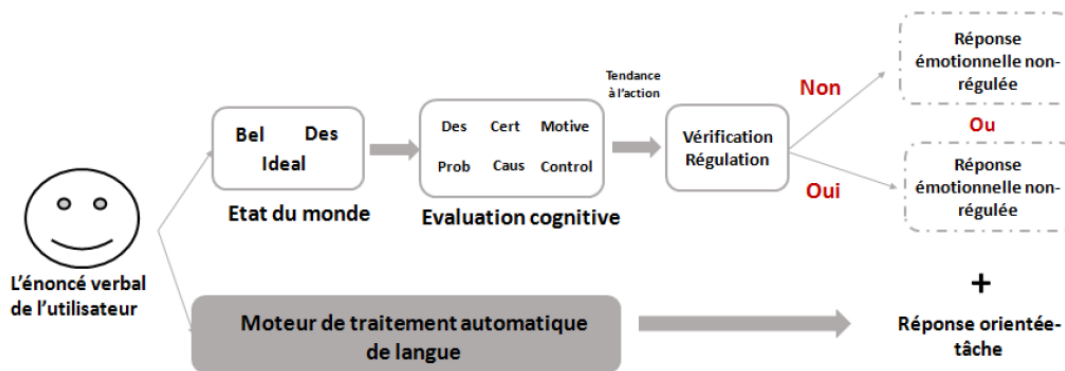 L'énoncé verbal
de l'utilisateur
Bel Des
Ideal
Etat du monde
Des Cert Motive
Prob Caus Control
Evaluation cognitive
Tendance
à l'action
Vérification
Régulation
Non
Oui
Réponse
émotionnelle non-
régulée
Ou
Réponse
émotionnelle non-
régulée
+
Moteur de traitement automatique
de langue
Réponse orientée-
tâche